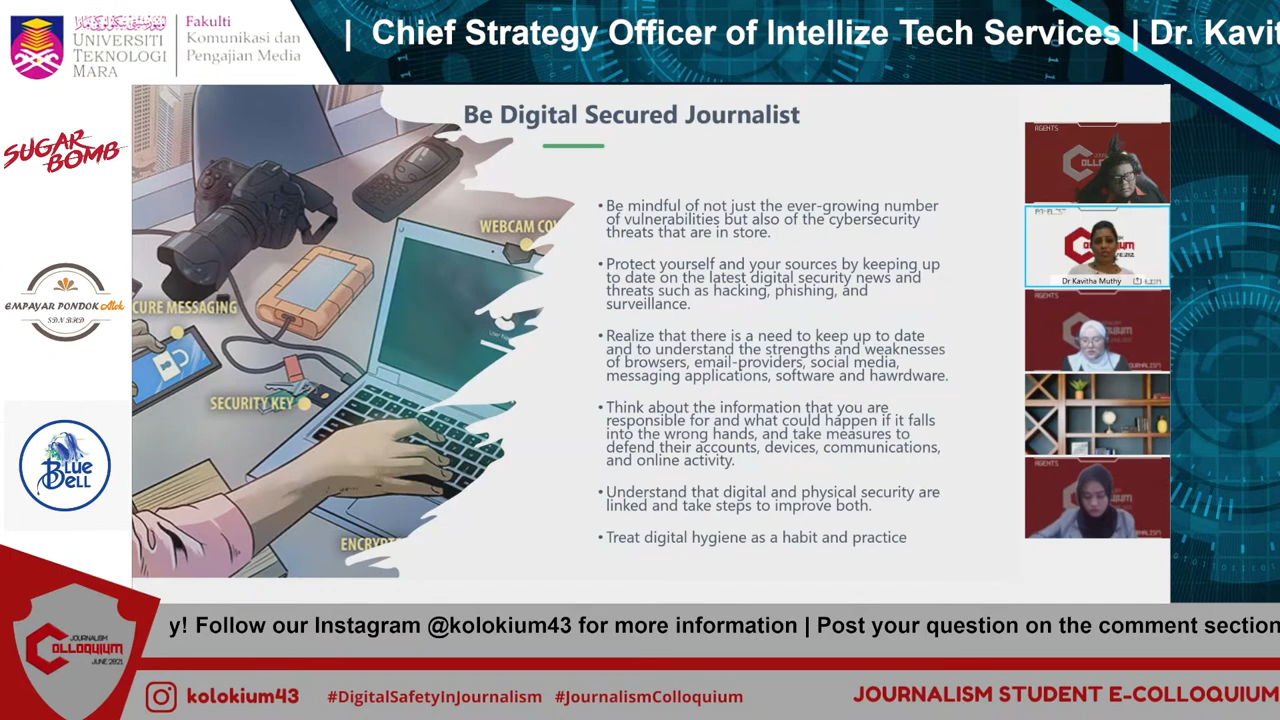 UNIVERSITI
TEKNOLOGI
MARA
Fakulti
Komunikasi dan
Pengajian Media
| Chief Strategy Officer of Intellize Tech Services | Dr. Kavit
SUGAR
BOMB
EMPAYAR PONDOK Atok
SDN BHD
Blue
Bell
Be Digital Secured Journalist
WEBCAM COV
CURE MESSAGING
SECURITY KEY
ENCRYPT
• Be mindful of not just the ever-growing number
of vulnerabilities but also of the cybersecurity
threats that are in store.
• Protect yourself and your sources by keeping up
to date on the latest digital security news and
threats such as hacking, phishing, and
surveillance.
• Realize that there is a need to keep up to date
and to understand the strengths and weaknesses
of browsers, email-providers, social media,
messaging applications, software and hawrdware.
• Think about the information that you are
responsible for and what could happen if it falls
into the wrong hands, and take measures to
defend their accounts, devices, communications,
and online activity.
• Understand that digital and physical security are
linked and take steps to improve both.
• Treat digital hygiene as a habit and practice
AGENTS
Dr Kavitha Muthy
AGENTS
AGENTS
y! Follow our Instagram @kolokium43 for more information | Post your question on the comment section
JOURNALISM
COLLOQUIUM
JUNE 2021
kolokium43
#DigitalSafetyInJournalism #JournalismColloquium
JOURNALISM STUDENT E-COLLOQUIUM